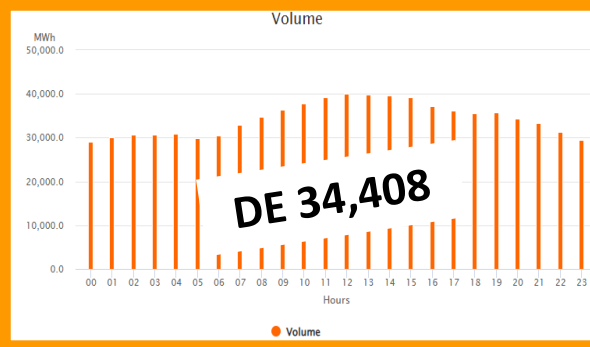 Volume
MWh
50,000.0
40,000.0
30,000.0
20,000.0
10,000.0
0.0
DE 34,408
00 01 02 03 04 05 06 07 08 09 10 11 12 13 14 15 16 17 18 19 20 21 22 23
Hours
Volume